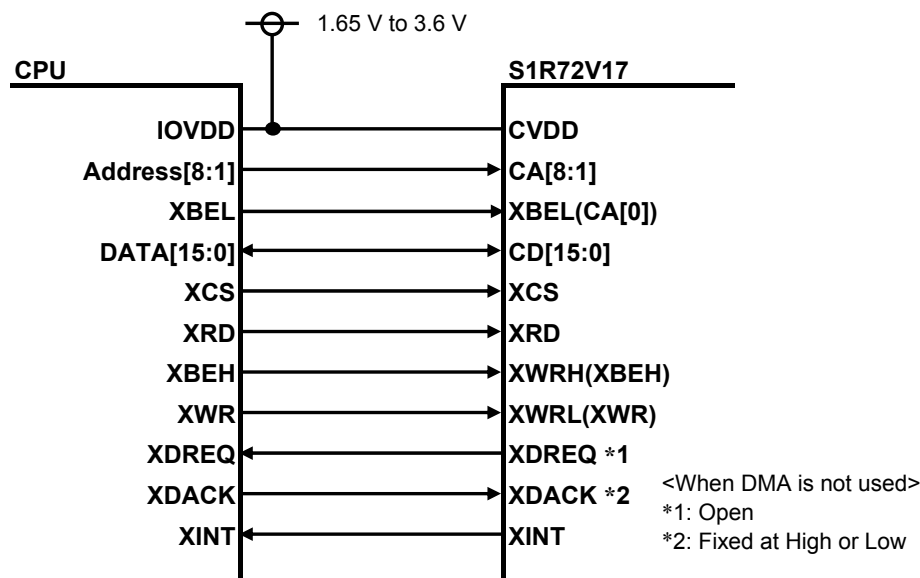 1.65 V to 3.6 V
CPU S1R72V17
IOVDD CVDD
Address[8:1] CA[8:1]
XBEL XBEL(CA[0])
DATA[15:0] CD[15:0]
XCS XCS
XRD XRD
XBEH XWRH(XBEH)
XWR XWRL(XWR)
XDREQ XDREQ *1
XDACK XDACK *2
XINT XINT
<When DMA is not used>
*1: Open
*2: Fixed at High or Low